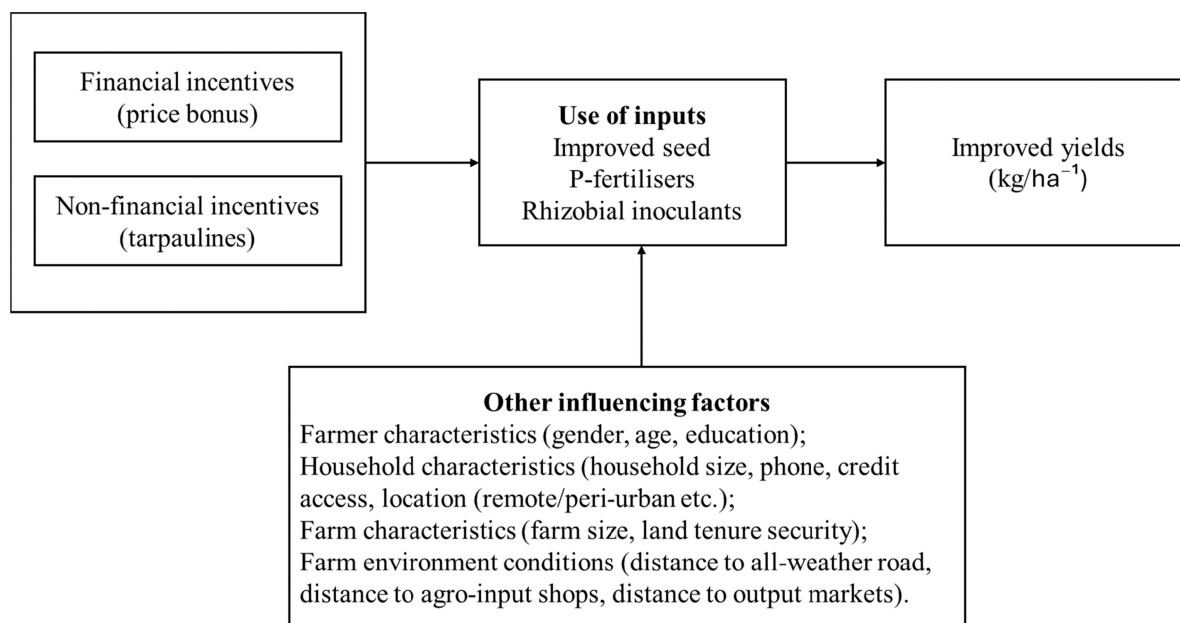 Financial incentives
(price bonus)
Non-financial incentives
(tarpaulines)
Use of inputs
Improved seed
P-fertilisers
Rhizobial inoculants
Improved yields
(kg/ha⁻¹)
Other influencing factors
Farmer characteristics (gender, age, education);
Household characteristics (household size, phone, credit
access, location (remote/peri-urban etc.);
Farm characteristics (farm size, land tenure security);
Farm environment conditions (distance to all-weather road,
distance to agro-input shops, distance to output markets).